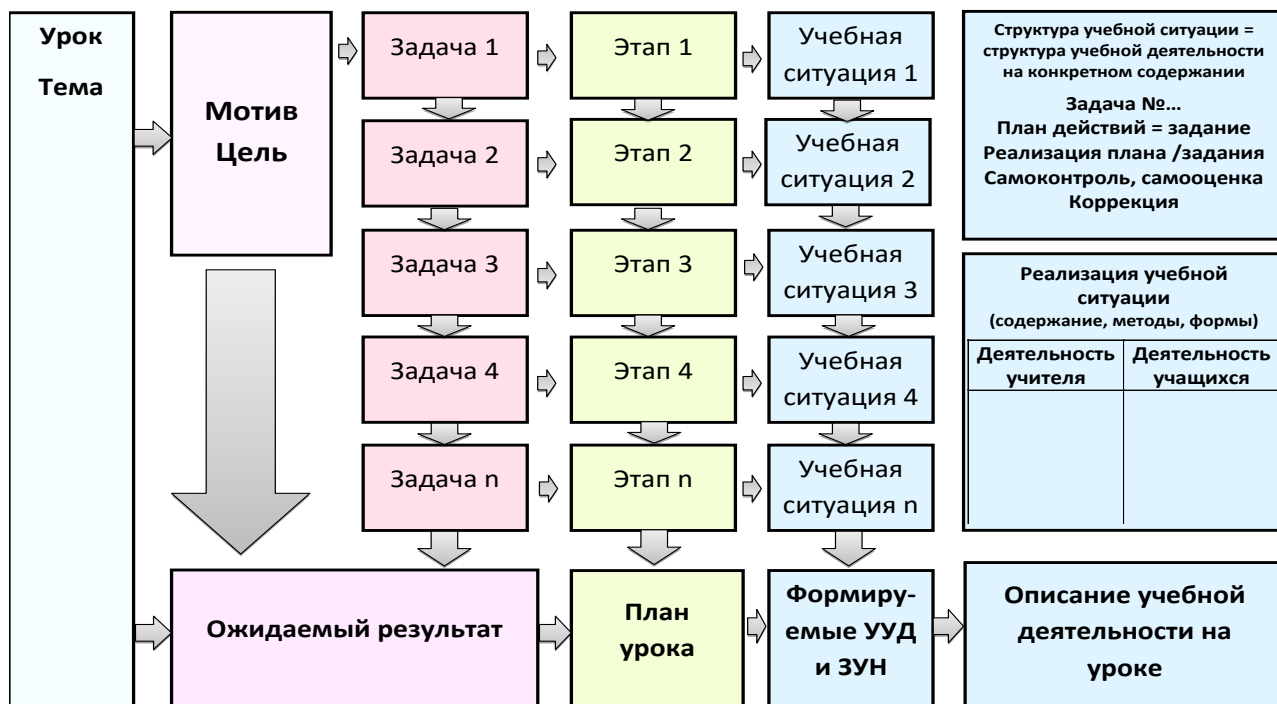 Урок
Тема
Мотив
Цель
Задача 1
Этап 1
Учебная
ситуация 1
Задача 2
Этап 2
Учебная
ситуация 2
Задача 3
Этап 3
Учебная
ситуация 3
Задача 4
Этап 4
Учебная
ситуация 4
Задача n
Этап n
Учебная
ситуация n
Структура учебной ситуации =
структура учебной деятельности
на конкретном содержании
Задача №…
План действий = задание
Реализация плана /задания
Самоконтроль, самооценка
Коррекция
Реализация учебной
ситуации
(содержание, методы, формы)
Деятельность
учителя
Деятельность
учащихся
Ожидаемый результат
План
урока
Формиру-
емые УУД
и ЗУН
Описание учебной
деятельности на
уроке